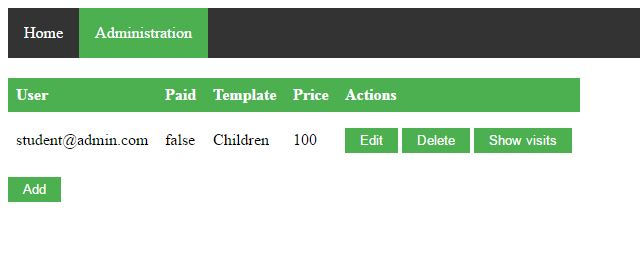 Home Administration
User Paid Template Price Actions
student@admin.com false Children 100 Edit Delete Show visits
Add